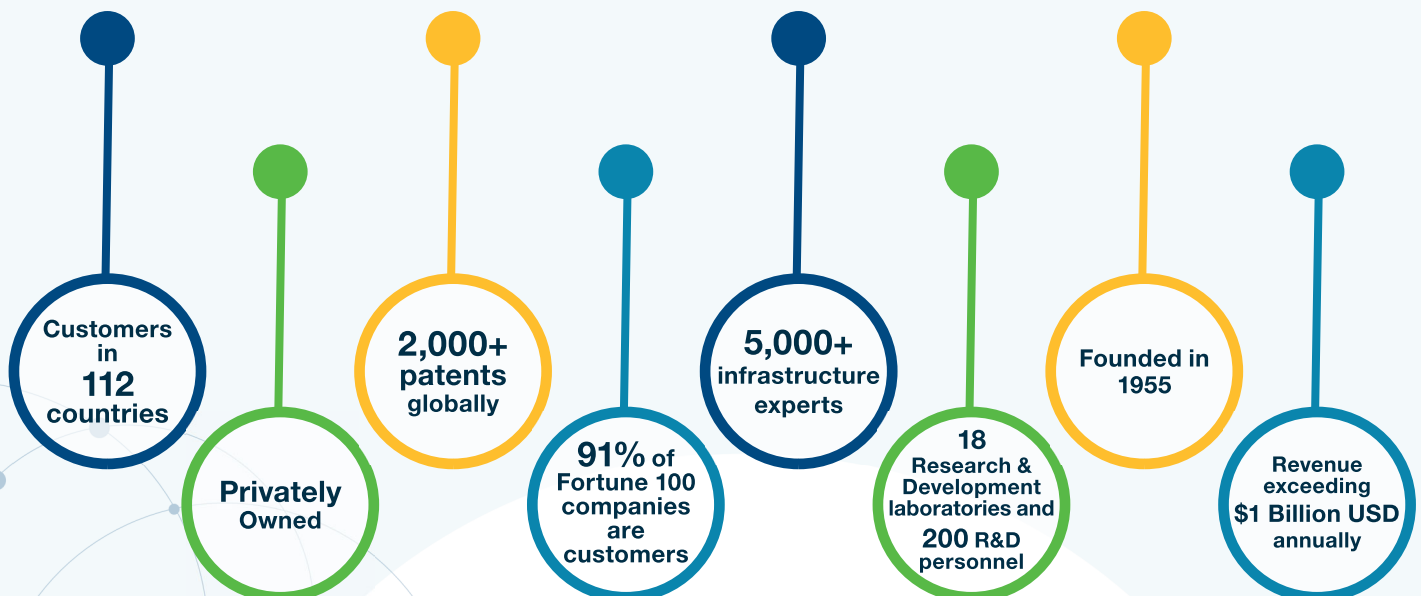 Customers
in
112
countries
Privately
Owned
2,000+
patents
globally
91% of
Fortune 100
companies
are
customers
5,000+
infrastructure
experts
18
Research &
Development
laboratories and
200 R&D
personnel
Founded in
1955
Revenue
exceeding
$1 Billion USD
annually